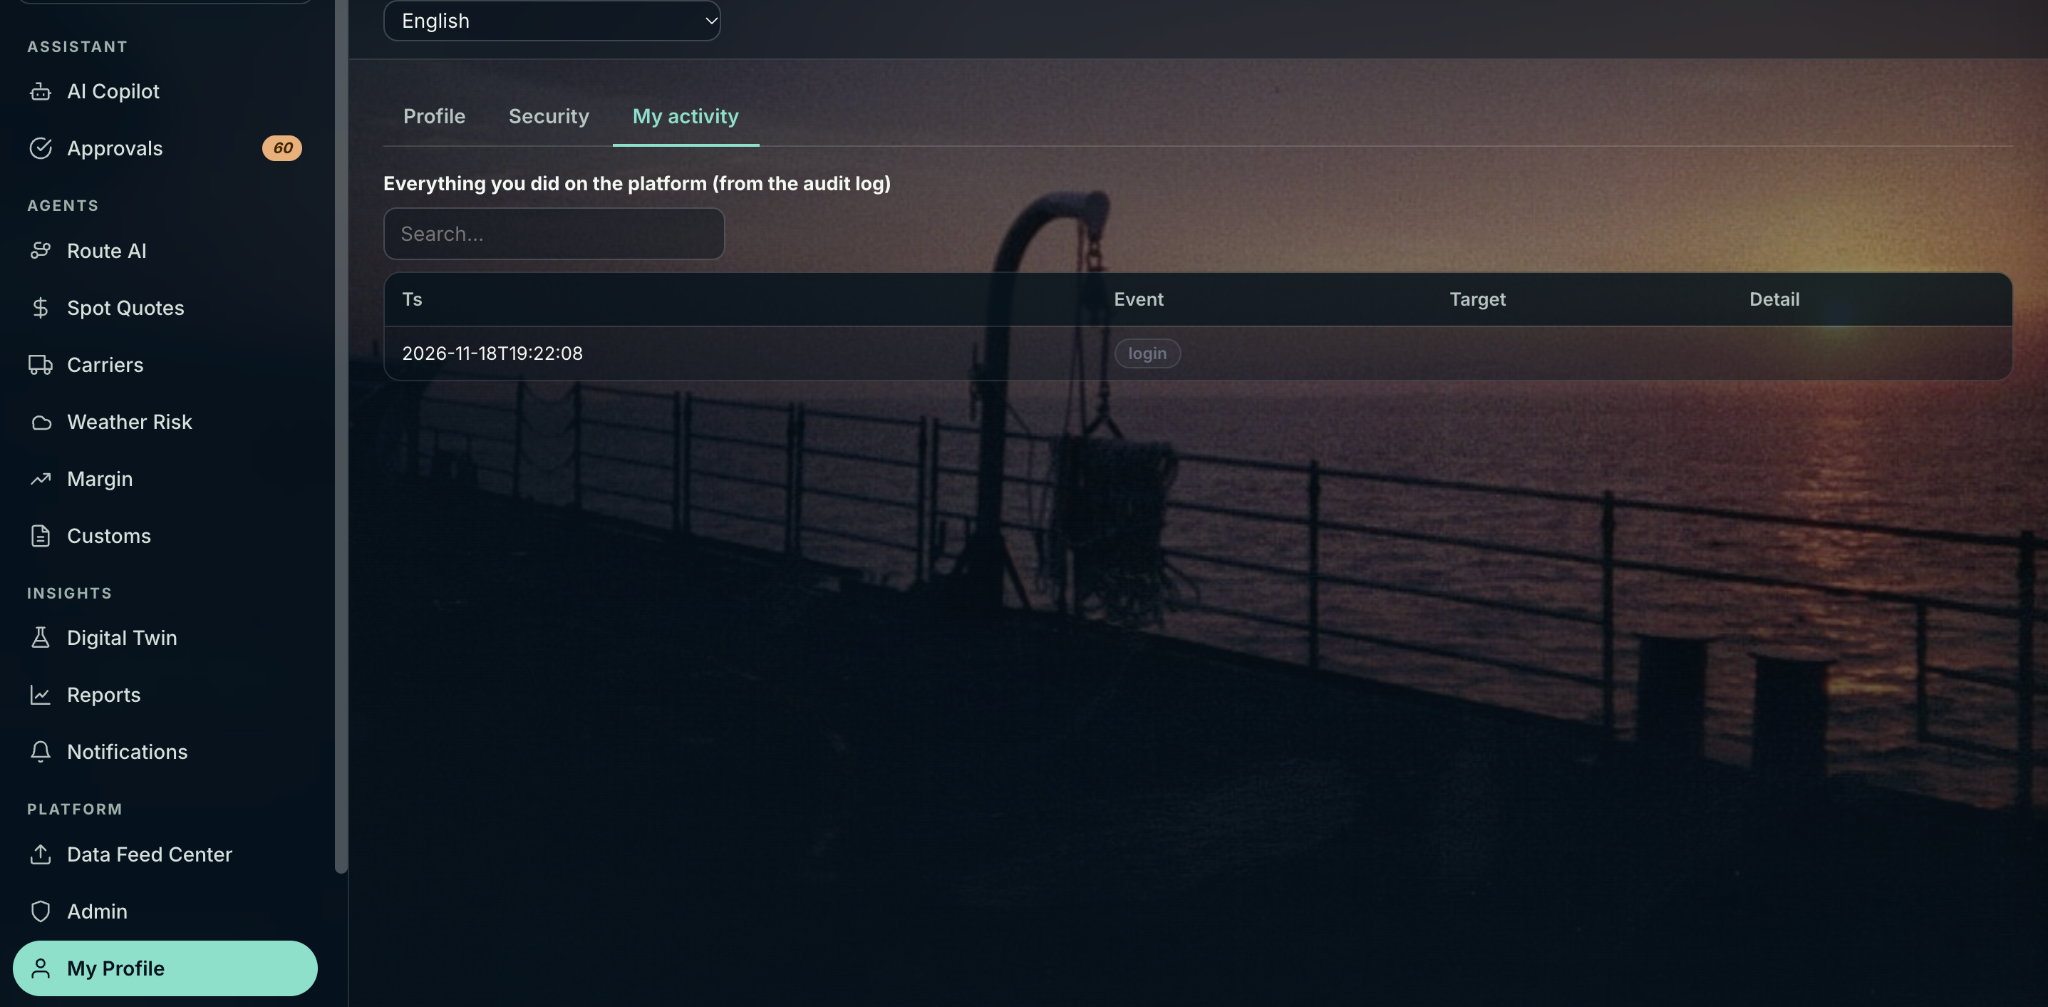 ASSISTANT
AI Copilot
Approvals 60
AGENTS
Route AI
Spot Quotes
Carriers
Weather Risk
Margin
Customs
INSIGHTS
Digital Twin
Reports
Notifications
PLATFORM
Data Feed Center
Admin
My Profile
English
Profile Security My activity
Everything you did on the platform (from the audit log)
Search...
Ts Event Target Detail
2026-11-18T19:22:08 login